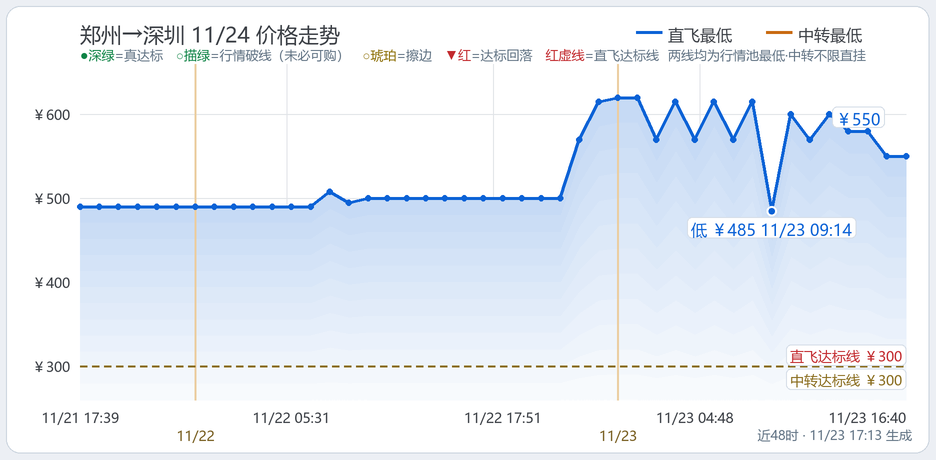 郑州→深圳 11/24 价格走势
直飞最低 中转最低
●深绿=真达标 ○描绿=行情破线（未必可购） ○琥珀=擦边 ▼红=达标回落 红虚线=直飞达标线 两线均为行情池最低·中转不限直挂
￥600
￥550
￥500
低 ￥485 11/23 09:14
￥400
直飞达标线 ￥300
￥300
中转达标线 ￥300
11/21 17:39 11/22 05:31 11/22 17:51 11/23 04:48 11/23 16:40
11/22 11/23 近48时 · 11/23 17:13 生成